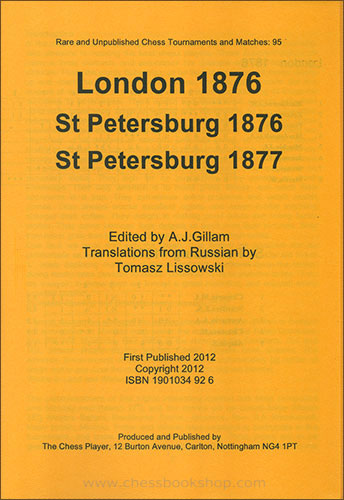 Rare and Unpublished Chess Tournaments and Matches: 95
London 1876
St Petersburg 1876
St Petersburg 1877
Edited by A.J.Gillam
Translations from Russian by
Tomasz Lissowski
First Published 2012
Copyright 2012
ISBN 1901034 92 6
Produced and Published by
The Chess Player, 12 Burton Avenue, Carlton, Nottingham NG4 1PT
www.chessbookshop.com